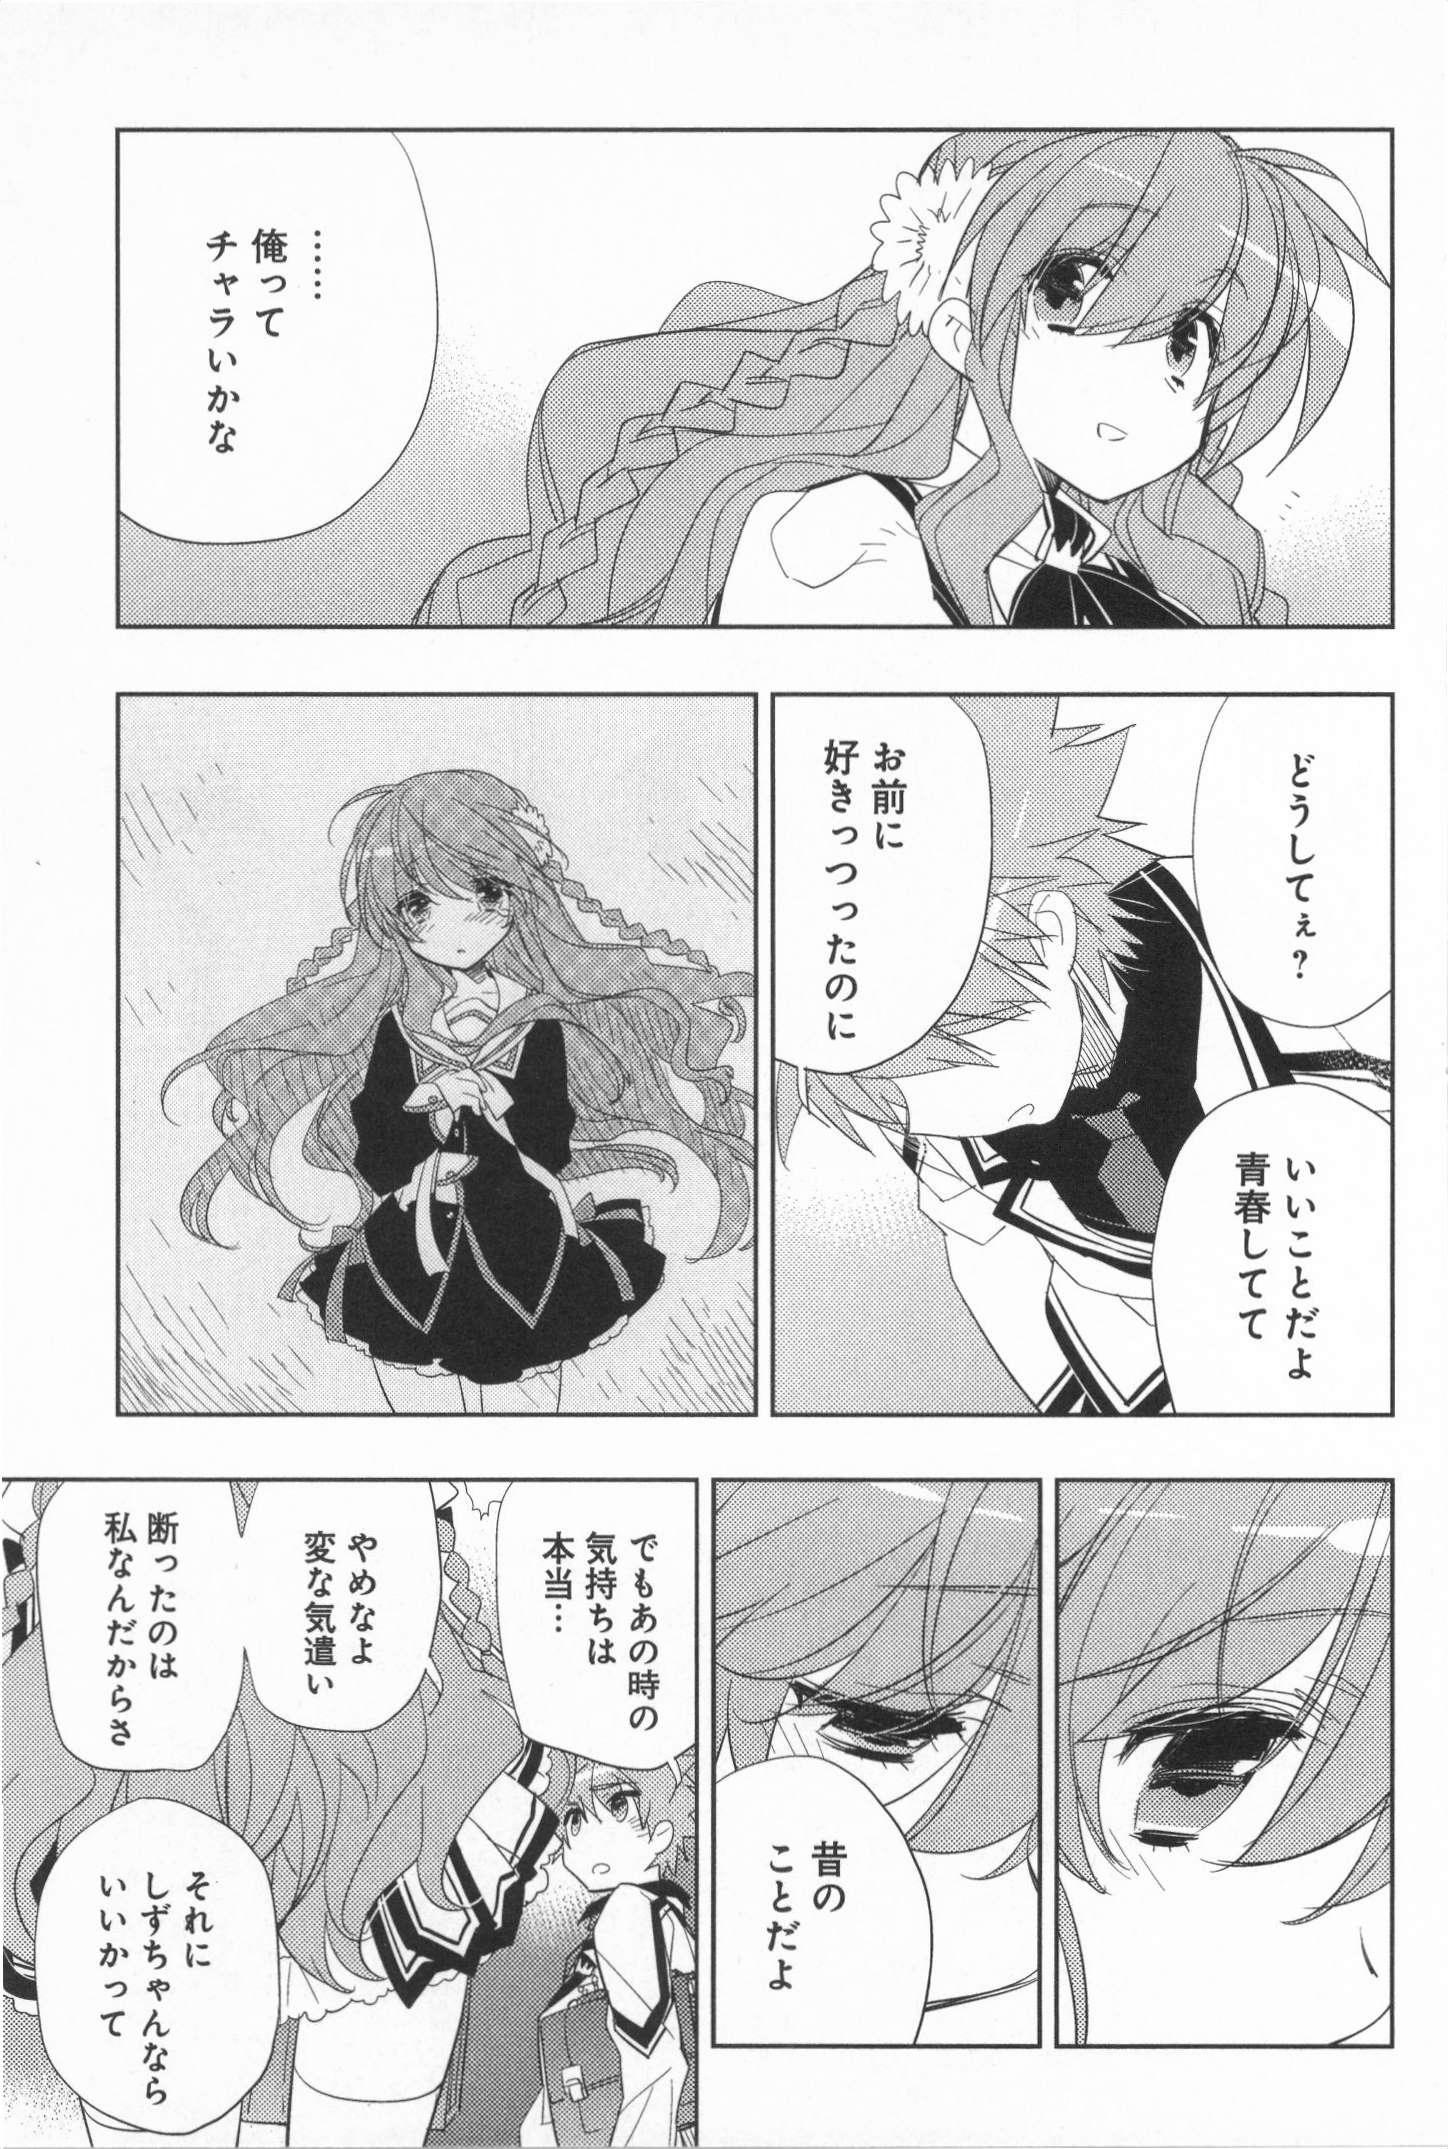 ……
俺って
チャラいかな
どうしてぇ?
いいことだよ
青春してて
お前に
好きっつったのに
昔の
ことだよ
でもあの時の
気持ちは
本当…
やめなよ
変な気遣い
断ったのは
私なんだからさ
それに
しずちゃんなら
いいかって